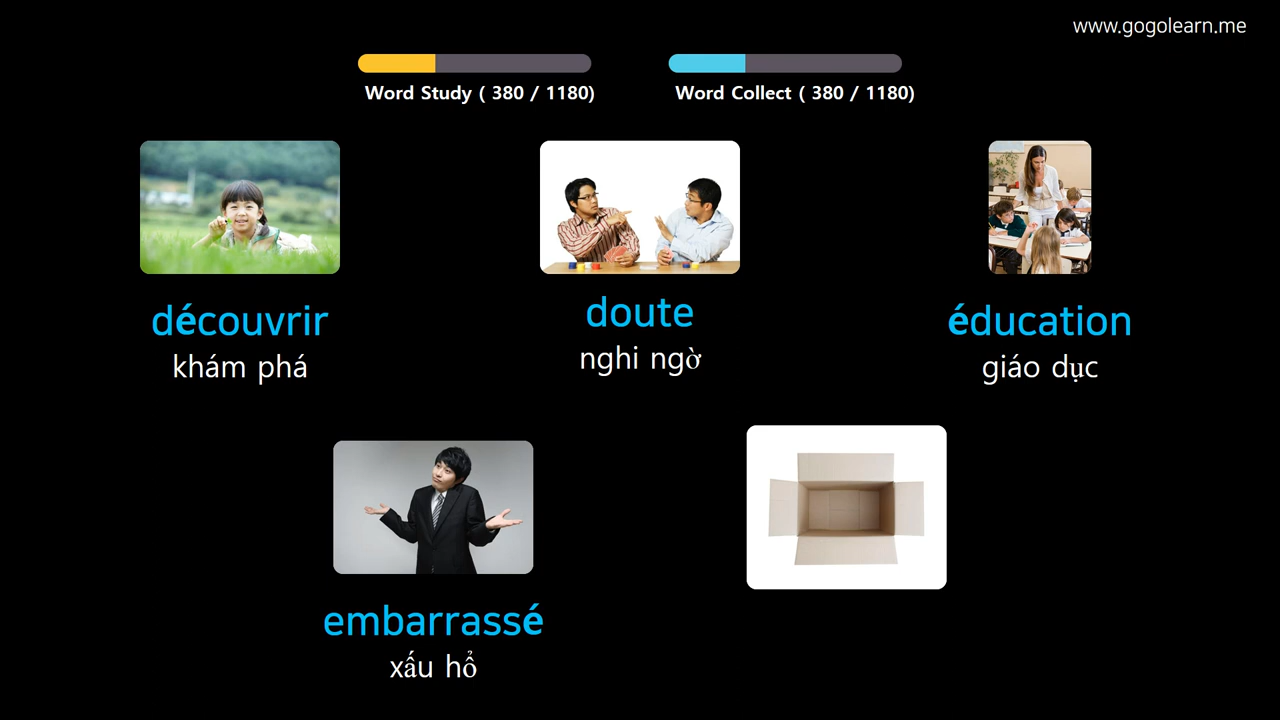 www.gogolearn.me
Word Study ( 380 / 1180)
Word Collect ( 380 / 1180)
découvrir
khám phá
doute
nghi ngờ
éducation
giáo dục
embarrassé
xấu hổ